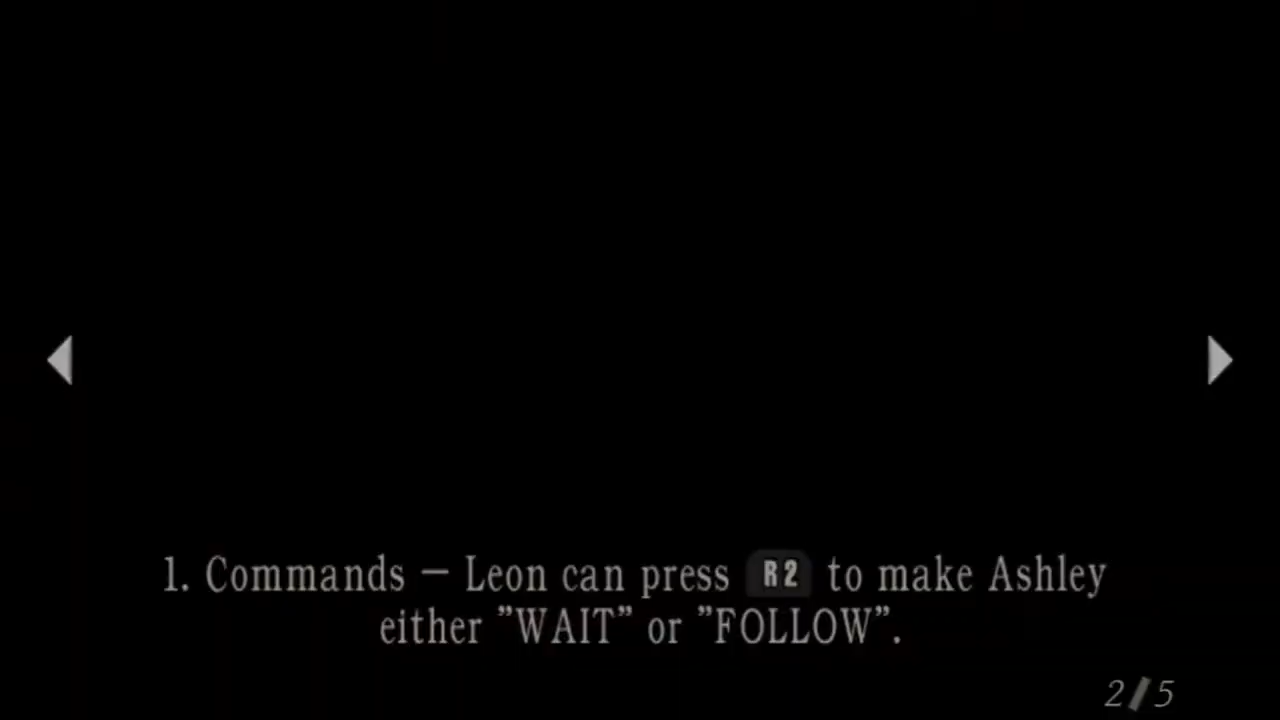 1. Commands — Leon can press R2 to make Ashley
either ”WAIT” or ”FOLLOW”.
2/5